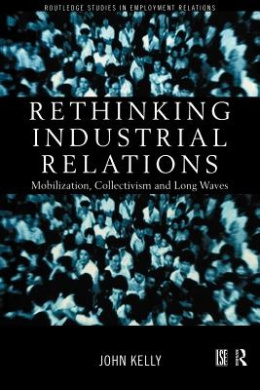 ROUTLEDGE STUDIES IN EMPLOYMENT RELATIONS
RETHINKING
INDUSTRIAL
RELATIONS
Mobilization, Collectivism and Long Waves
JOHN KELLY
LSE
R